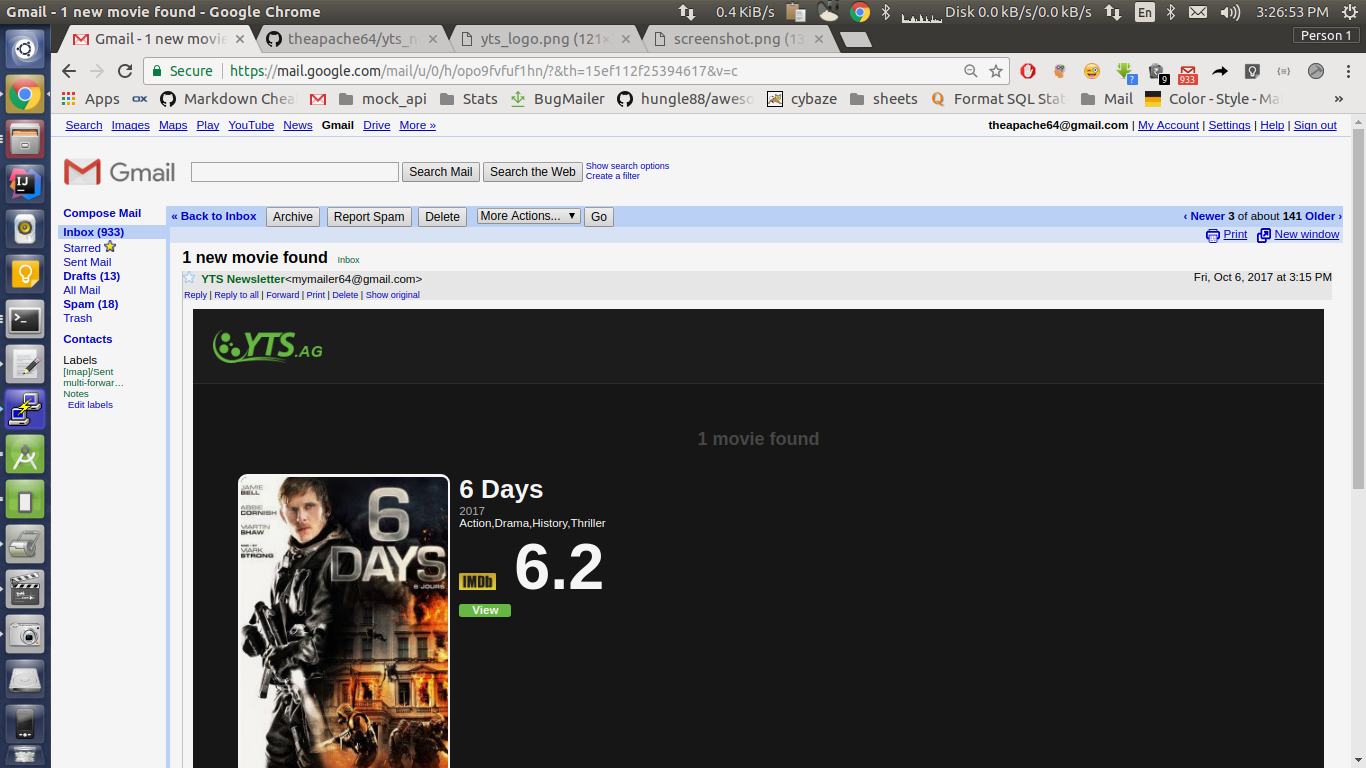 Gmail - 1 new movie found - Google Chrome
0.4 KiB/s
Disk 0.0 kB/s/0.0 kB/s
En
3:26:53 PM
Gmail - 1 new movie
theapache64/yts_n
yts_logo.png (121×
screenshot.png (13
Person 1
Secure
https://mail.google.com/mail/u/0/h/opo9fvfuf1hn/?&th=15ef112f25394617&v=c
?
9
933
Apps
ox
Markdown Chea
mock_api
Stats
BugMailer
hungle88/aweso
cybaze
sheets
Format SQL Stat
Mail
Color - Style - Ma
»
Search Images Maps Play YouTube News Gmail Drive More »
theapache64@gmail.com | My Account | Settings | Help | Sign out
Gmail
Search Mail
Search the Web
Show search options
Create a filter
Compose Mail
Inbox (933)
Starred
Sent Mail
Drafts (13)
All Mail
Spam (18)
Trash
Contacts
Labels
[Imap]/Sent
multi-forwar…
Notes
Edit labels
« Back to Inbox
Archive
Report Spam
Delete
More Actions...
Go
‹ Newer 3 of about 141 Older ›
Print
New window
1 new movie found Inbox
YTS Newsletter<mymailer64@gmail.com>
Fri, Oct 6, 2017 at 3:15 PM
Reply | Reply to all | Forward | Print | Delete | Show original
YTS.AG
1 movie found
JAMIE BELL
ABBIE CORNISH
MARTIN SHAW
MARK STRONG
6 DAYS
6 JOURS
6 Days
2017
Action,Drama,History,Thriller
IMDb
6.2
View
IJ